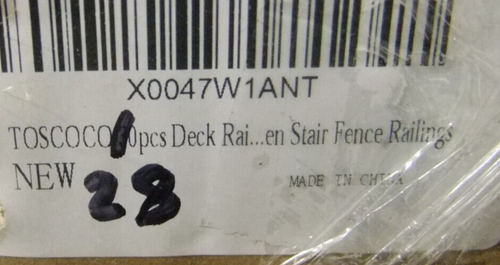 X0047W1ANT
TOSCOCO 10pcs Deck Rai...en Stair Fence Railings
NEW
28
MADE IN CHINA